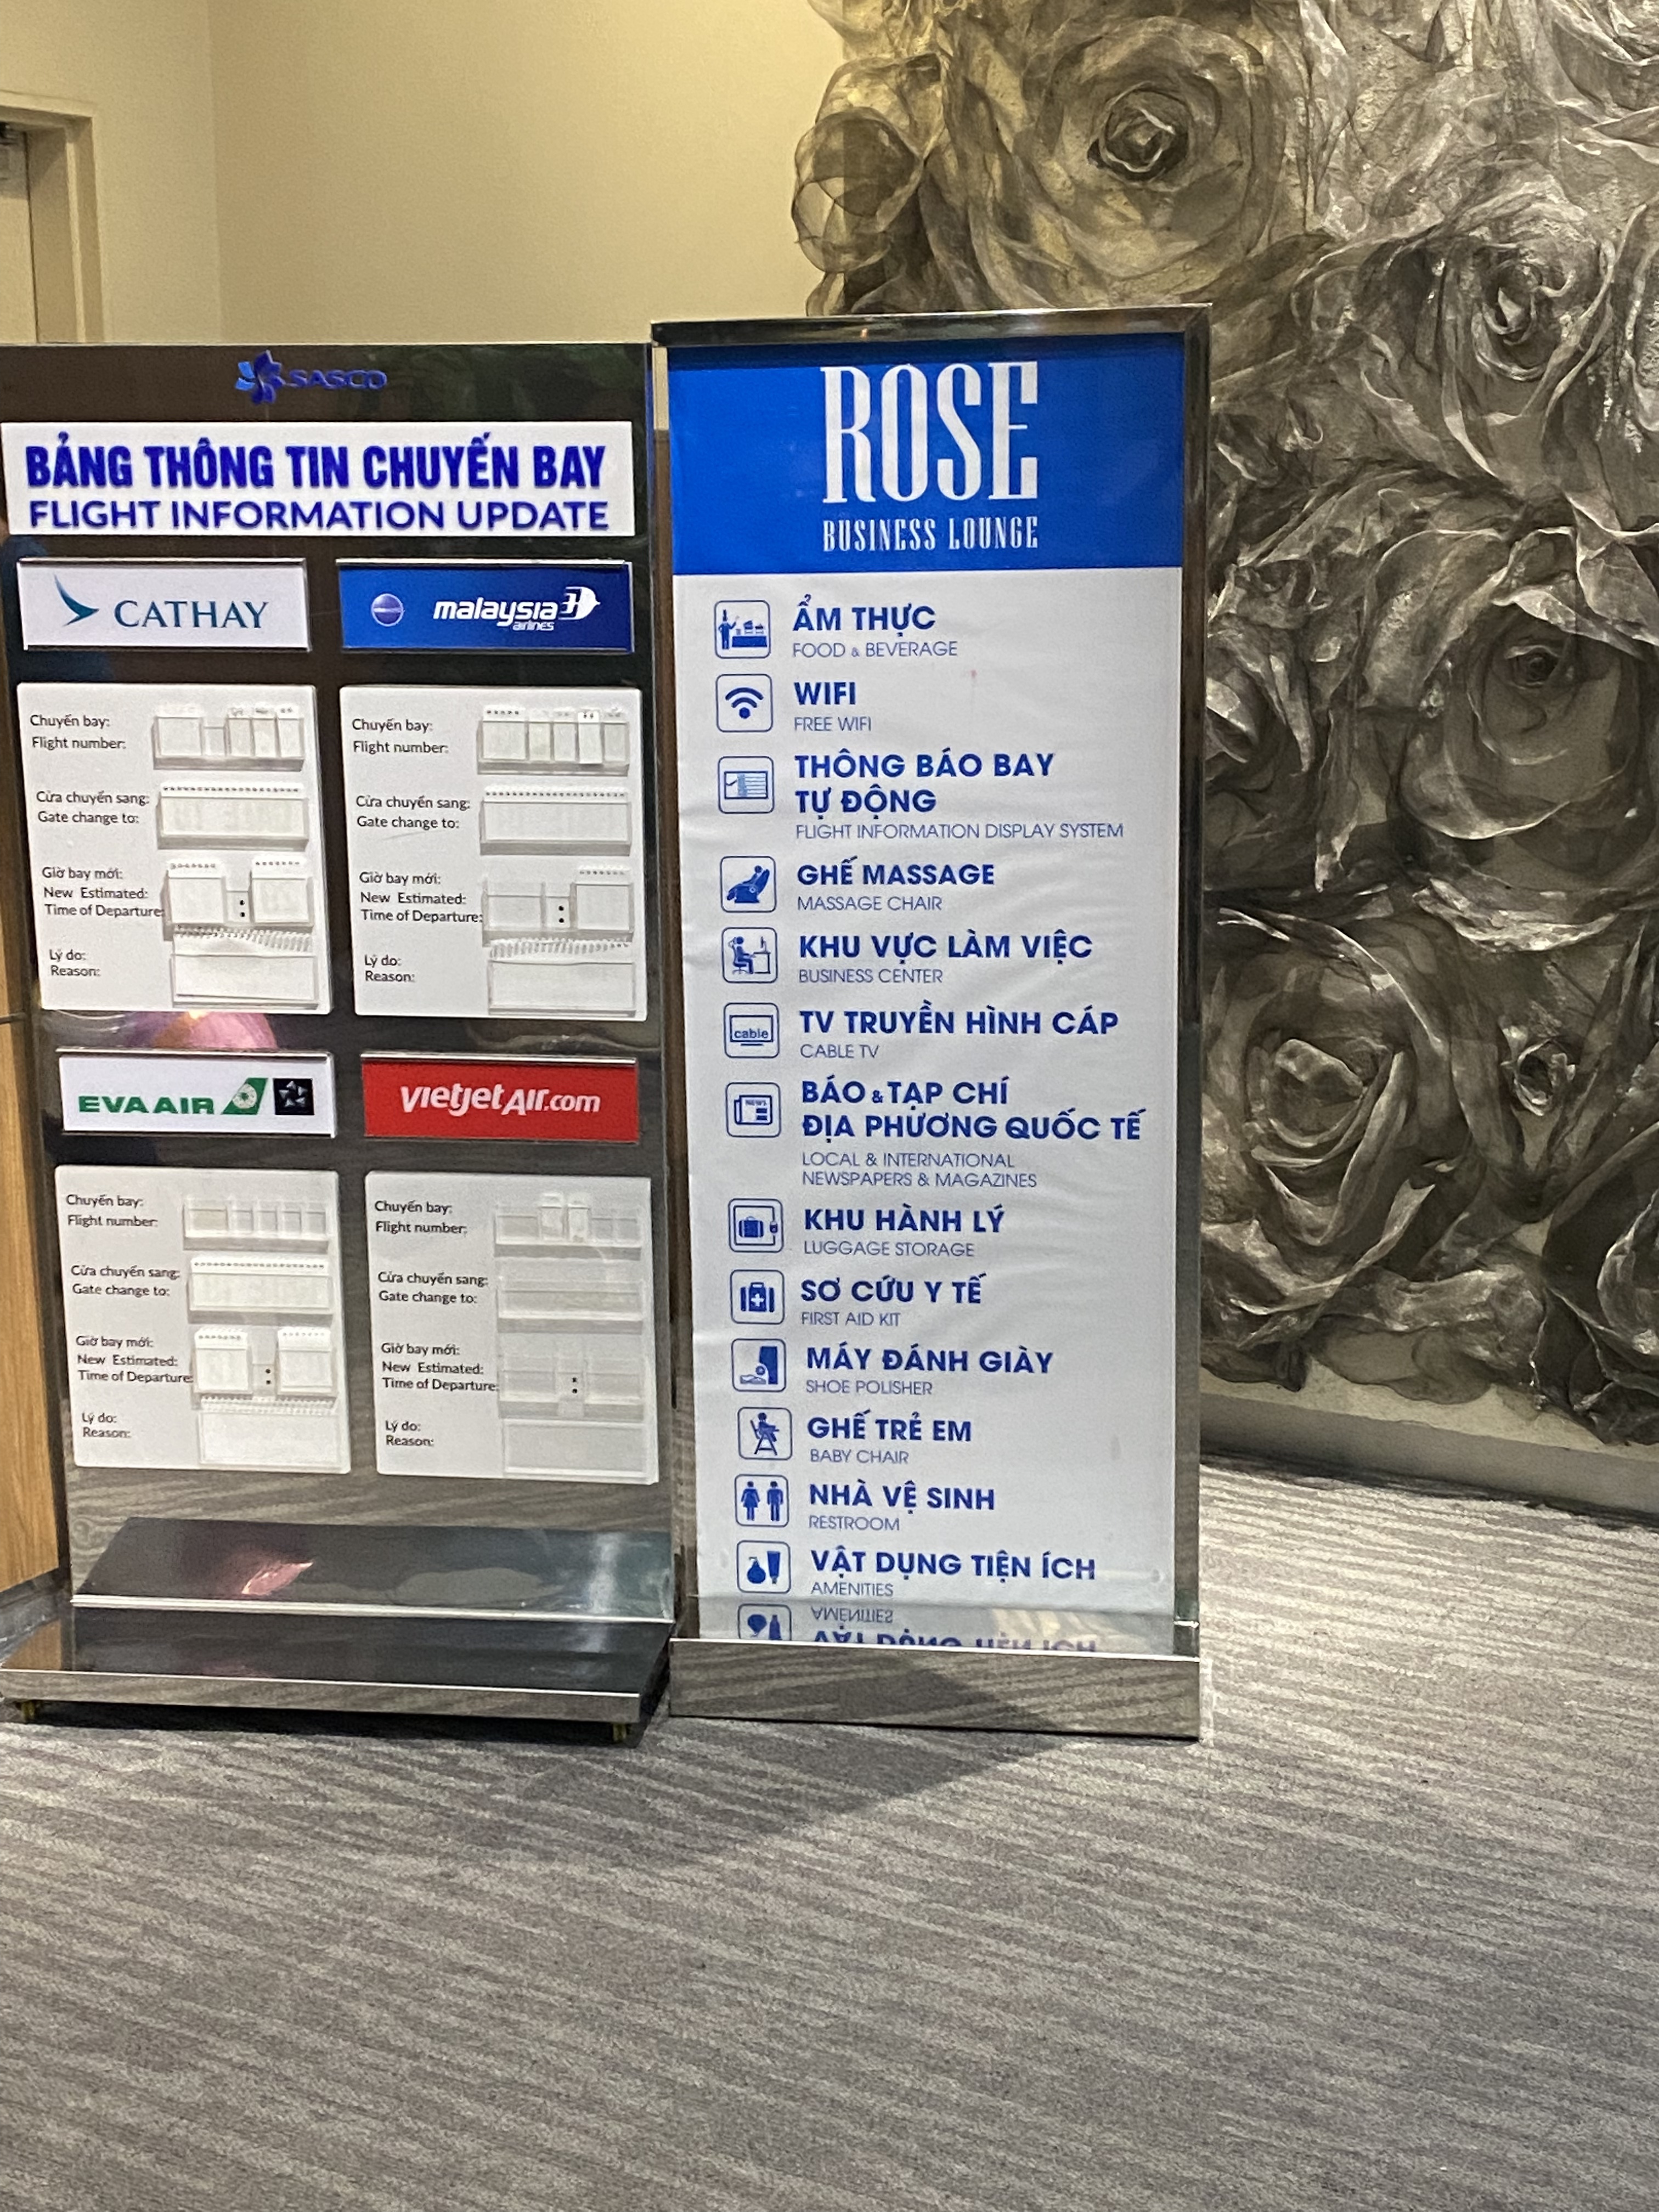 SASCO
BẢNG THÔNG TIN CHUYẾN BAY
FLIGHT INFORMATION UPDATE
CATHAY
malaysia
airlines
Chuyến bay:
Flight number:
Cửa chuyển sang:
Gate change to:
Giờ bay mới:
New Estimated:
Time of Departure:
Lý do:
Reason:
Chuyến bay:
Flight number:
Cửa chuyển sang:
Gate change to:
Giờ bay mới:
New Estimated:
Time of Departure:
Lý do:
Reason:
EVA AIR
vietjetAir.com
Chuyến bay:
Flight number:
Cửa chuyển sang:
Gate change to:
Giờ bay mới:
New Estimated:
Time of Departure:
Lý do:
Reason:
Chuyến bay:
Flight number:
Cửa chuyển sang:
Gate change to:
Giờ bay mới:
New Estimated:
Time of Departure:
Lý do:
Reason:
ROSE
BUSINESS LOUNGE
ẨM THỰC
FOOD & BEVERAGE
WIFI
FREE WIFI
THÔNG BÁO BAY
TỰ ĐỘNG
FLIGHT INFORMATION DISPLAY SYSTEM
GHẾ MASSAGE
MASSAGE CHAIR
KHU VỰC LÀM VIỆC
BUSINESS CENTER
cable
TV TRUYỀN HÌNH CÁP
CABLE TV
NEWS
BÁO & TẠP CHÍ
ĐỊA PHƯƠNG QUỐC TẾ
LOCAL & INTERNATIONAL
NEWSPAPERS & MAGAZINES
KHU HÀNH LÝ
LUGGAGE STORAGE
SƠ CỨU Y TẾ
FIRST AID KIT
MÁY ĐÁNH GIÀY
SHOE POLISHER
GHẾ TRẺ EM
BABY CHAIR
NHÀ VỆ SINH
RESTROOM
VẬT DỤNG TIỆN ÍCH
AMENITIES